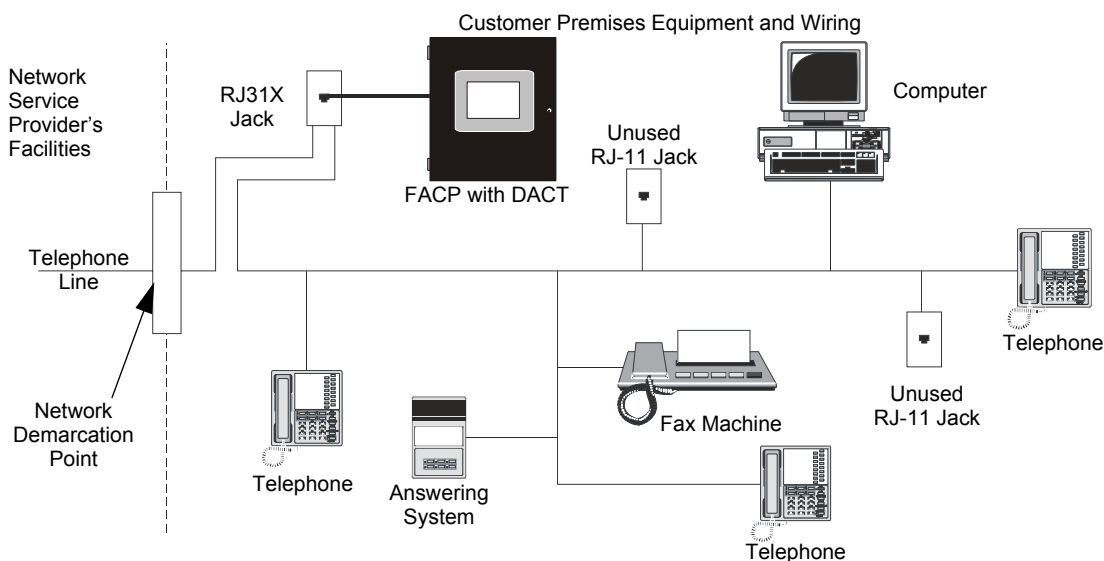 Customer Premises Equipment and Wiring
Network
Service
Provider's
Facilities
RJ31X
Jack
FACP with DACT
Unused
RJ-11 Jack
Computer
Telephone
Line
Network
Demarcation
Point
Telephone
Answering
System
Fax Machine
Telephone
Unused
RJ-11 Jack
Telephone